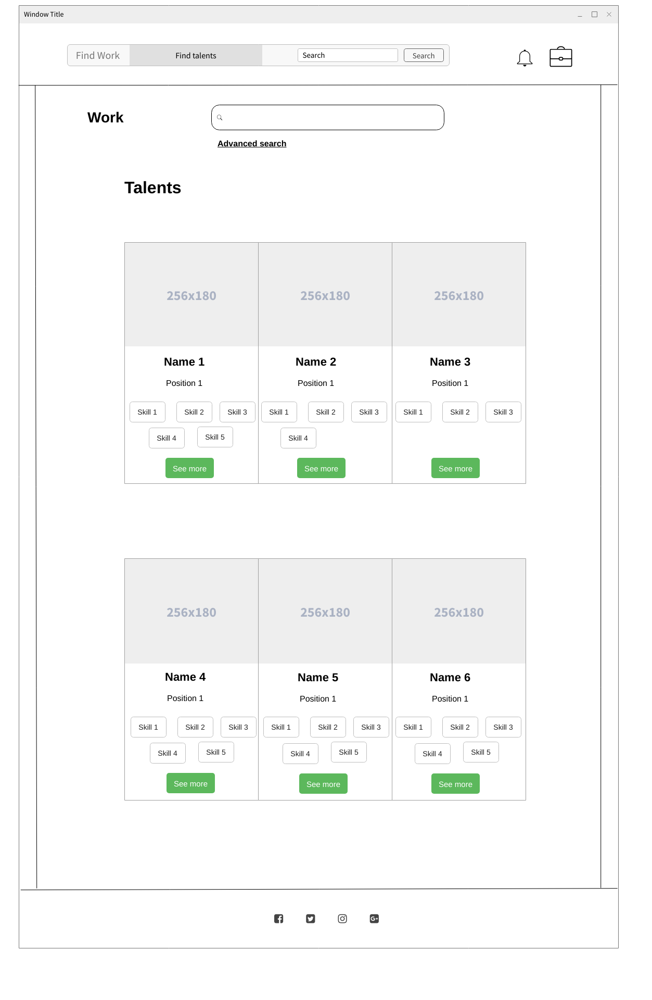 Window Title
Find Work Find talents Search Search
Work
Advanced search
Talents
256x180 256x180 256x180
Name 1 Name 2 Name 3
Position 1 Position 1 Position 1
Skill 1 Skill 2 Skill 3 Skill 1 Skill 2 Skill 3 Skill 1 Skill 2 Skill 3
Skill 4 Skill 5 Skill 4
See more See more See more
256x180 256x180 256x180
Name 4 Name 5 Name 6
Position 1 Position 1 Position 1
Skill 1 Skill 2 Skill 3 Skill 1 Skill 2 Skill 3 Skill 1 Skill 2 Skill 3
Skill 4 Skill 5 Skill 4 Skill 5 Skill 4 Skill 5
See more See more See more